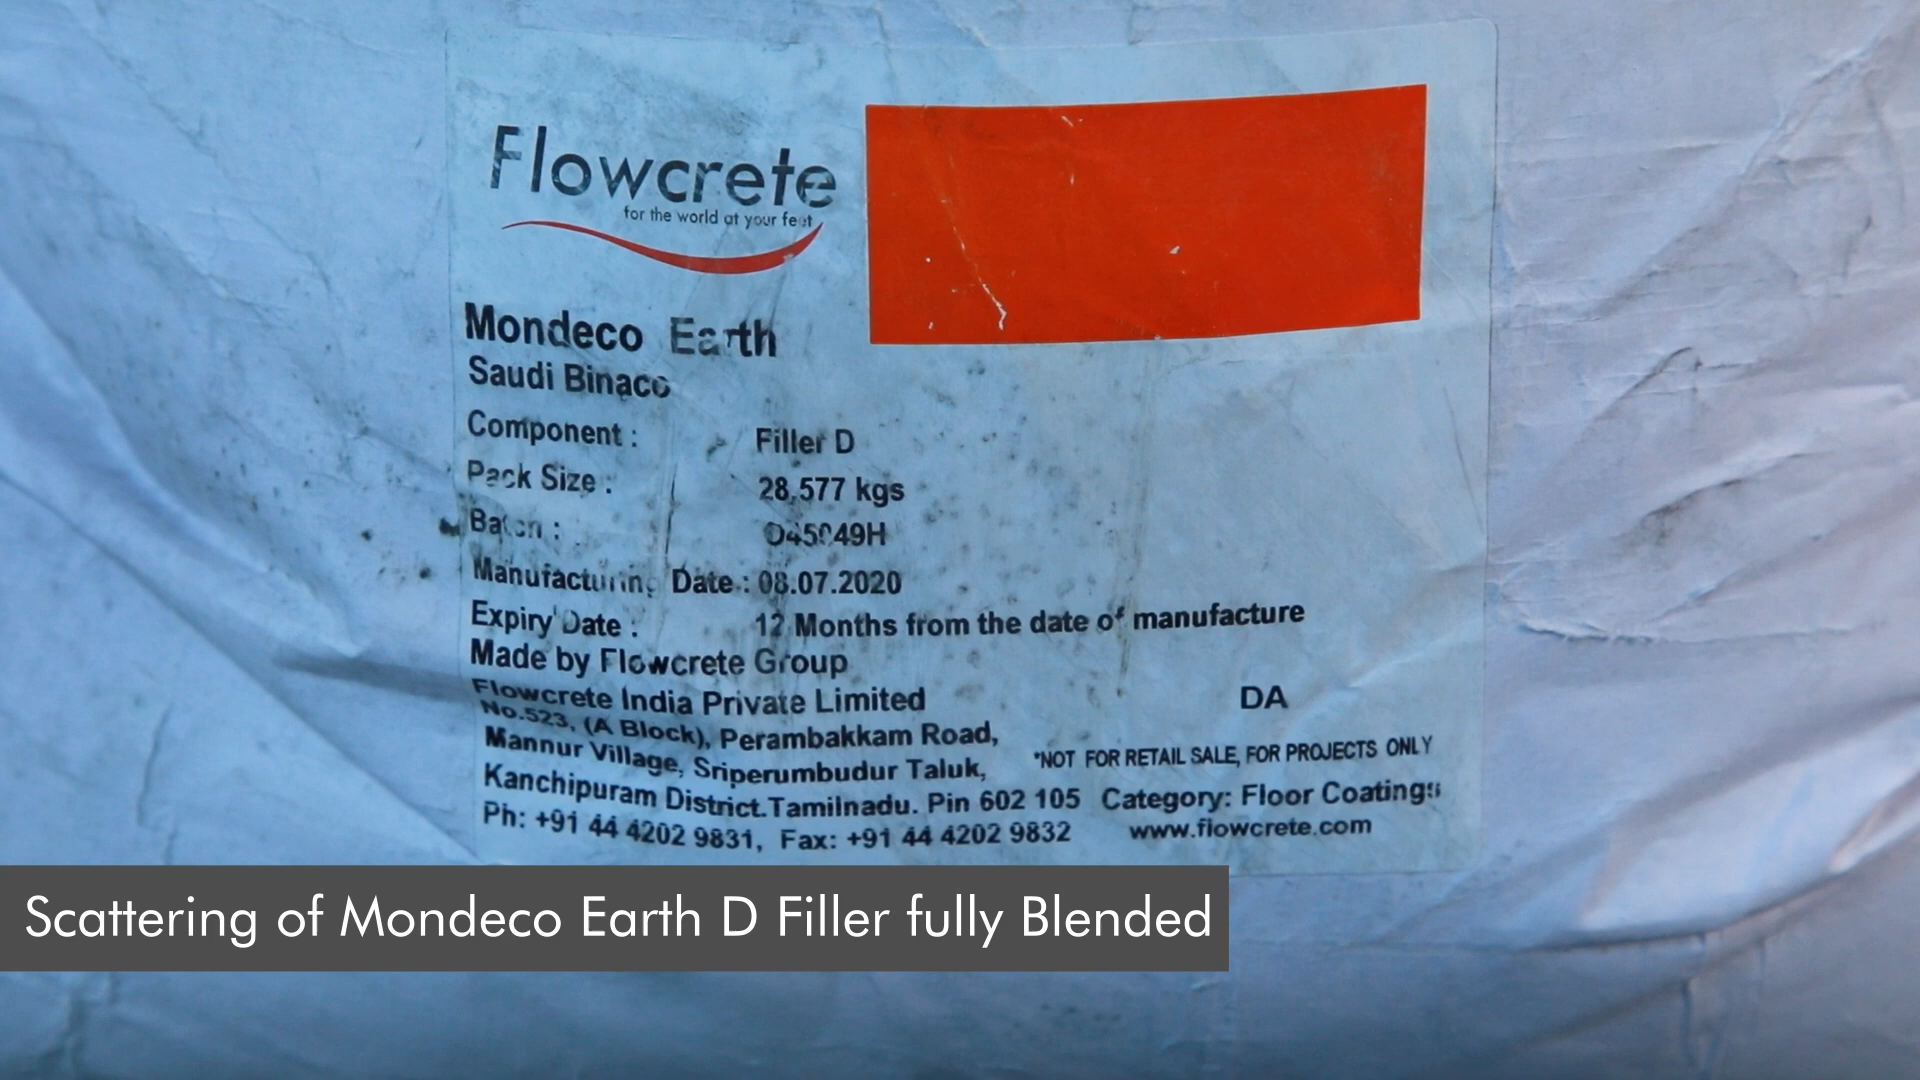 Flowcrete
for the world at your feet
Mondeco Earth
Saudi Binaco
Component : Filler D
Pack Size : 28,577 kgs
Batch :
Manufacturing Date : 08.07.2020
Expiry Date : 12 Months from the date of manufacture
Made by Flowcrete Group
Flowcrete India Private Limited
DA
No.523, (A Block), Perambakkam Road,
Mannur Village, Sriperumbudur Taluk,
*NOT FOR RETAIL SALE, FOR PROJECTS ONLY
Kanchipuram District.Tamilnadu. Pin 602 105
Category: Floor Coatings
Ph: +91 44 4202 9831, Fax: +91 44 4202 9832
www.flowcrete.com
Scattering of Mondeco Earth D Filler fully Blended